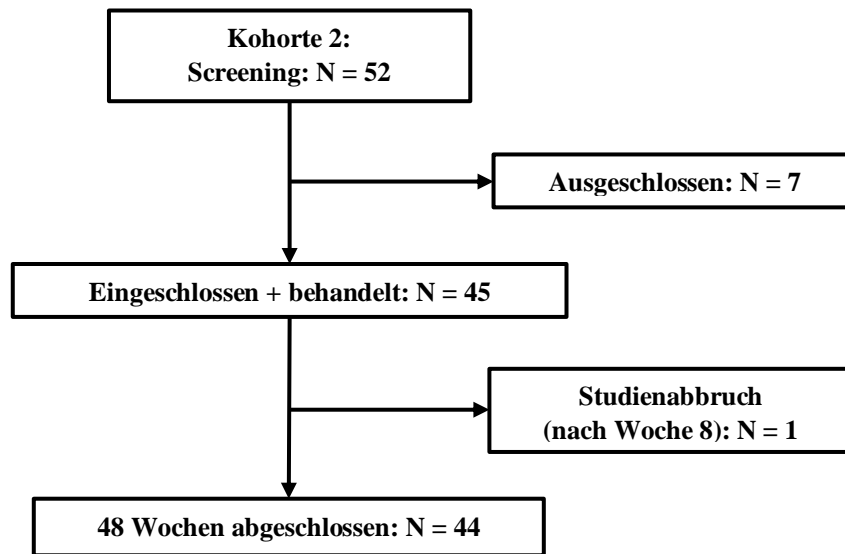 Kohorte 2:
Screening: N = 52
Ausgeschlossen: N = 7
Eingeschlossen + behandelt: N = 45
Studienabbruch
(nach Woche 8): N = 1
48 Wochen abgeschlossen: N = 44